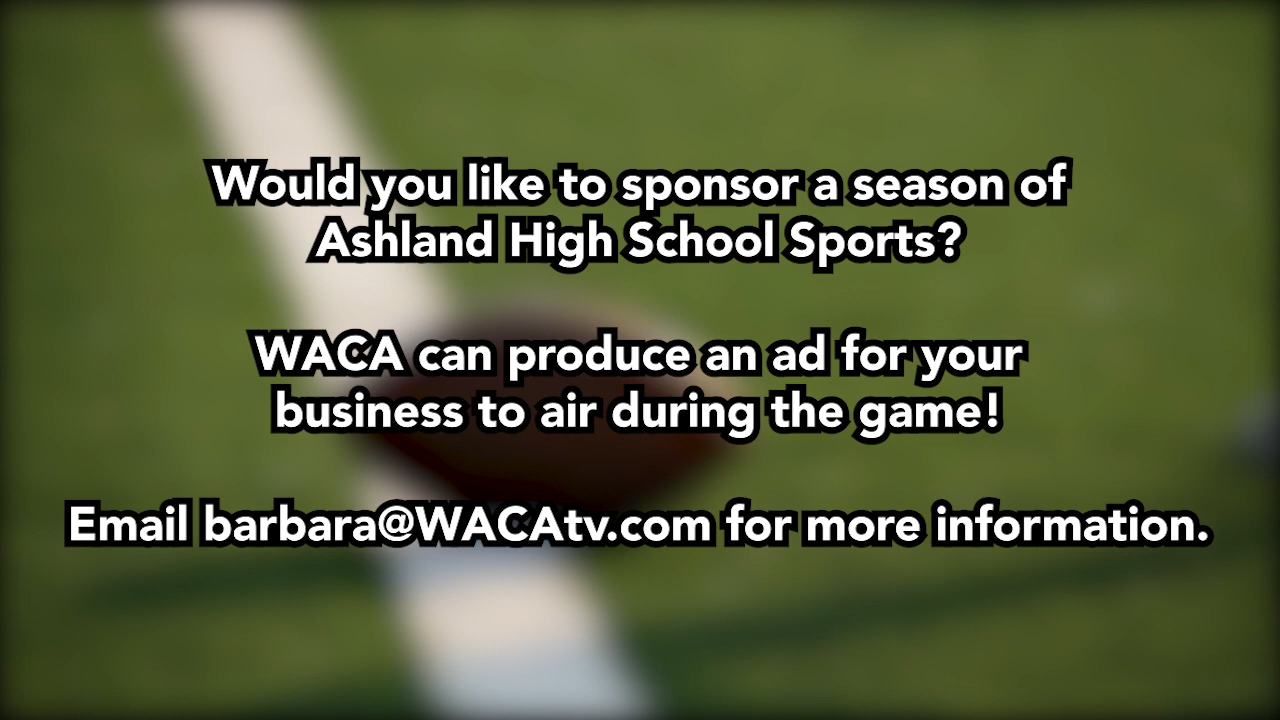 Would you like to sponsor a season of
Ashland High School Sports?
WACA can produce an ad for your
business to air during the game!
Email barbara@WACAtv.com for more information.